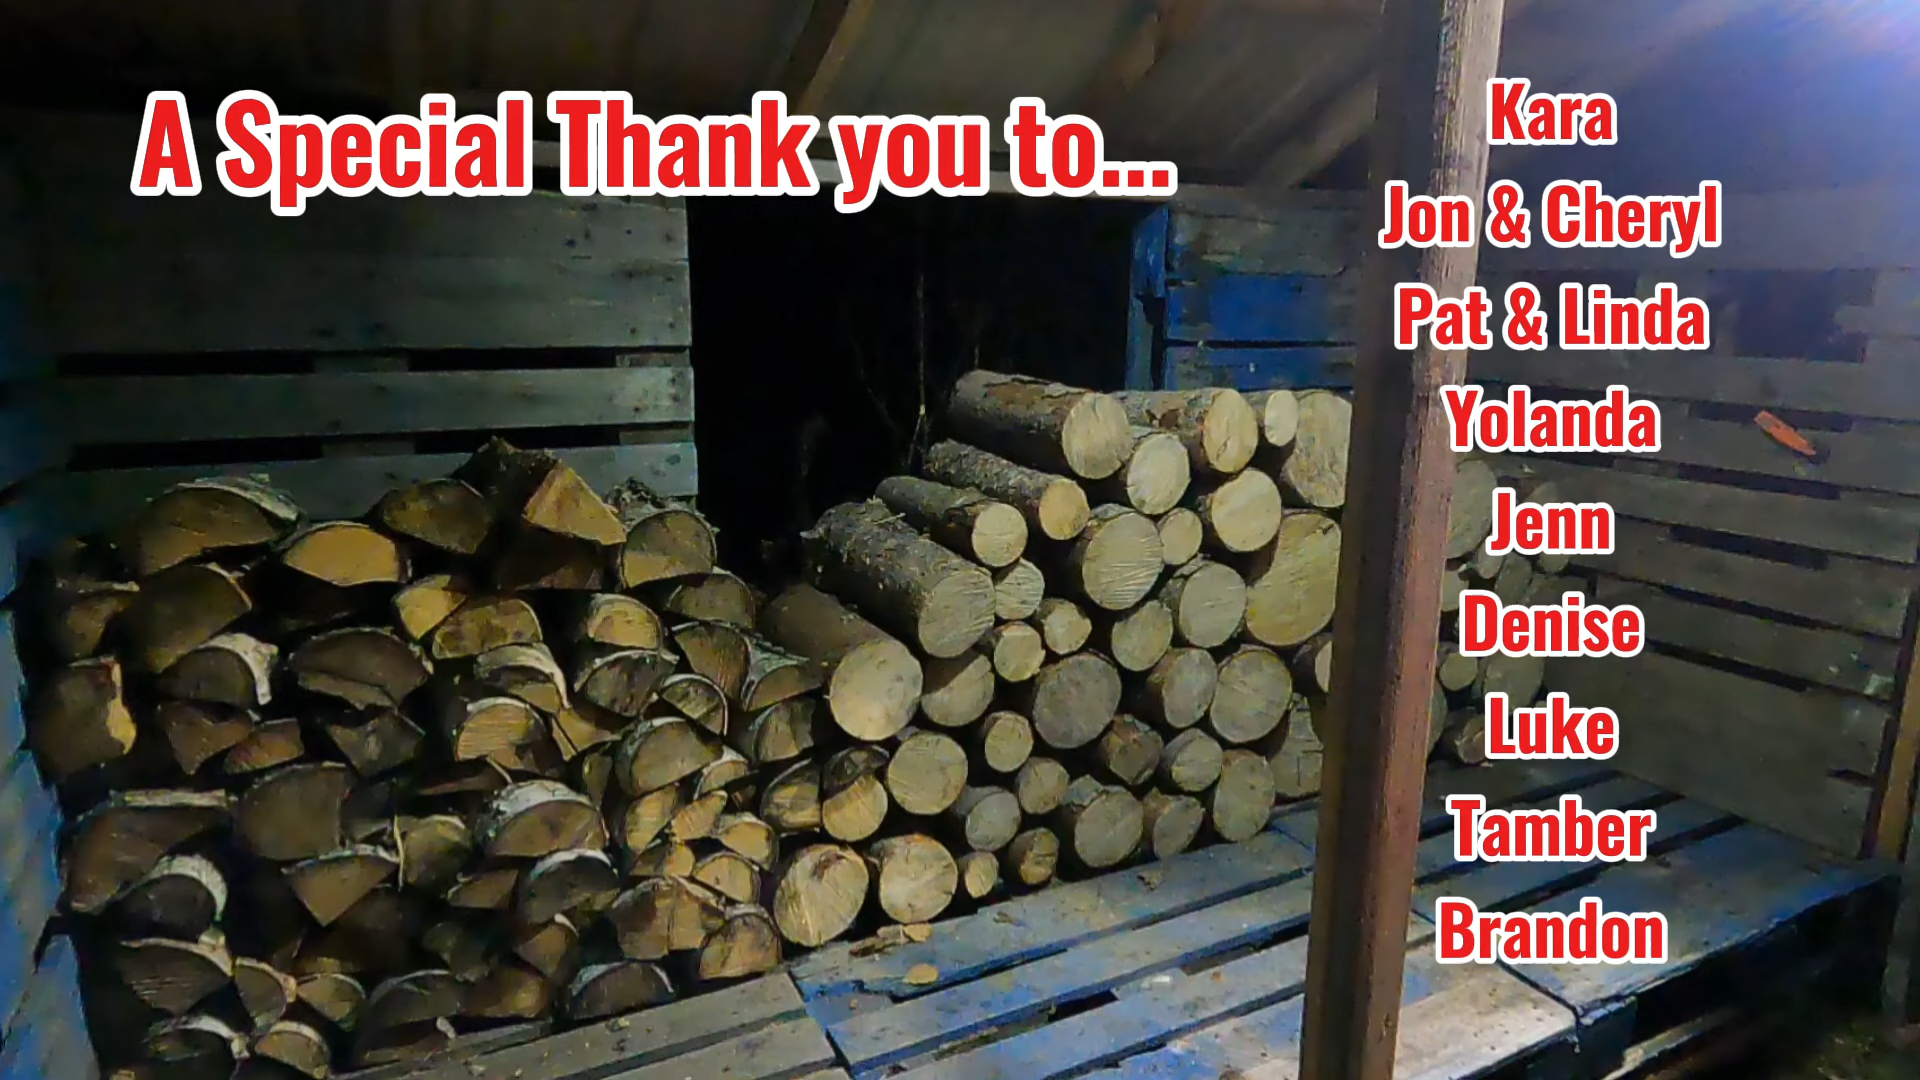 A Special Thank you to...
Kara
Jon & Cheryl
Pat & Linda
Yolanda
Jenn
Denise
Luke
Tamber
Brandon